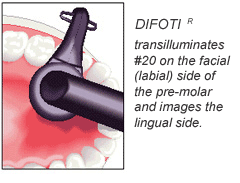 DIFOTI R
transilluminates
#20 on the facial
(labial) side of
the pre-molar
and images the
lingual side.